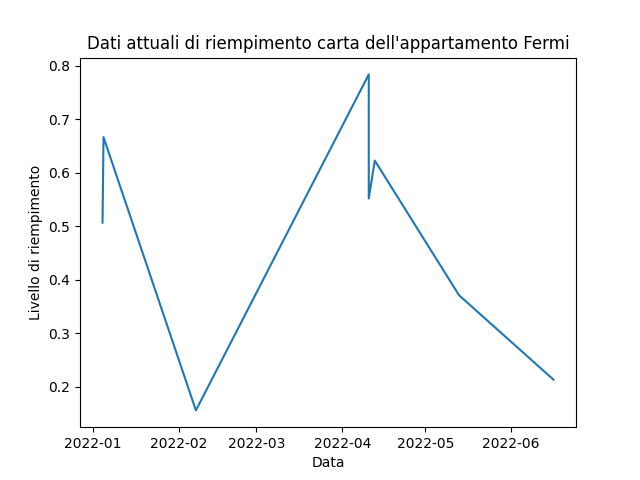 Dati attuali di riempimento carta dell'appartamento Fermi
0.8
0.7
0.6
0.5
0.4
0.3
0.2
Livello di riempimento
2022-01 2022-02 2022-03 2022-04 2022-05 2022-06
Data